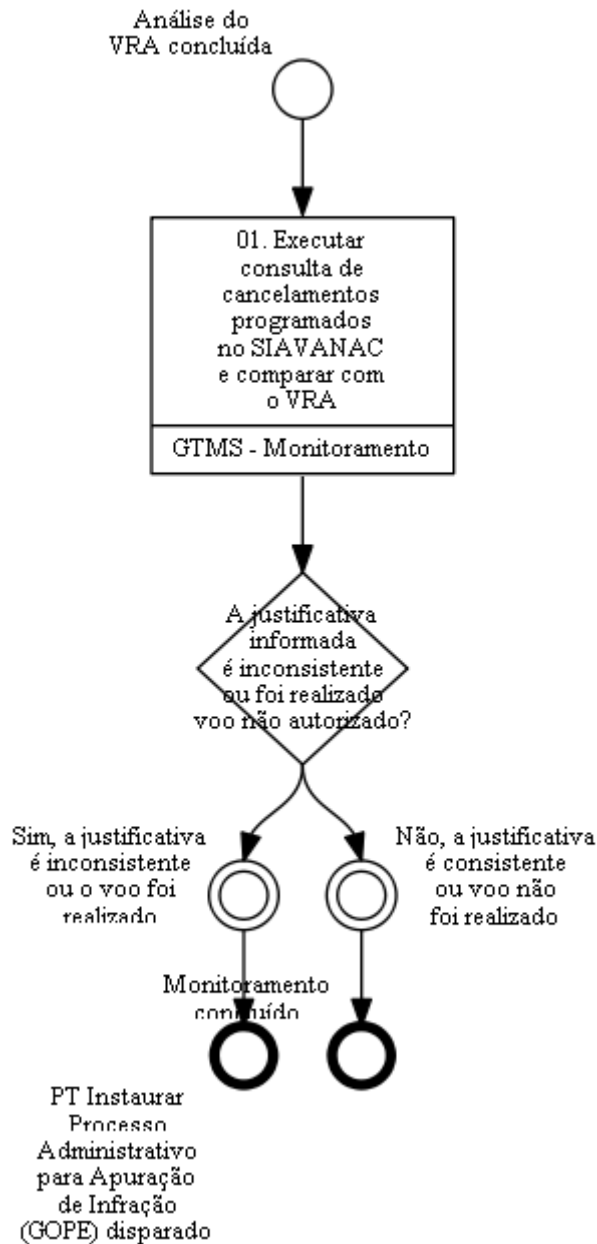 Análise do
VRA concluída
01. Executar
consulta de
cancelamentos
programados
no SIAVANAC
e comparar com
o VRA
GTMS - Monitoramento
A justificativa
informada
é inconsistente
ou foi realizado
voo não autorizado?
Sim, a justificativa
é inconsistente
ou o voo foi
realizado
Não, a justificativa
é consistente
ou voo não
foi realizado
Monitoramento
concluído
PT Instaurar
Processo
Administrativo
para Apuração
de Infração
(GOPE) disparado